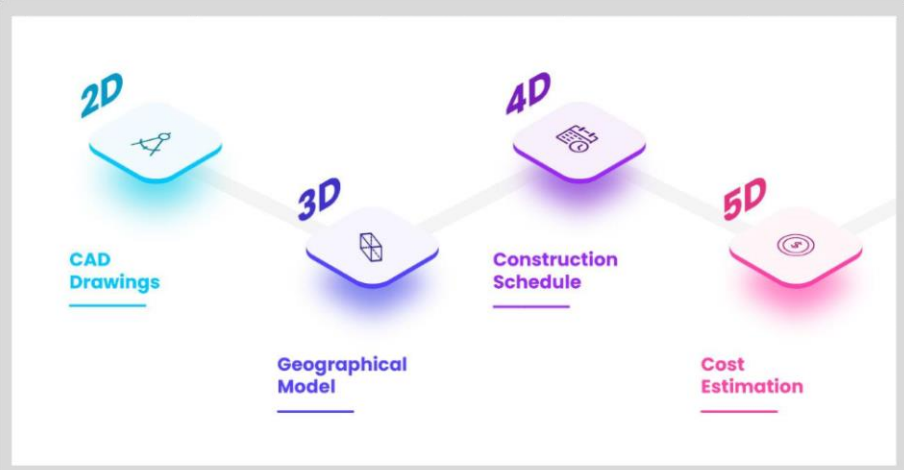 2D
CAD
Drawings
3D
Geographical
Model
4D
Construction
Schedule
5D
Cost
Estimation